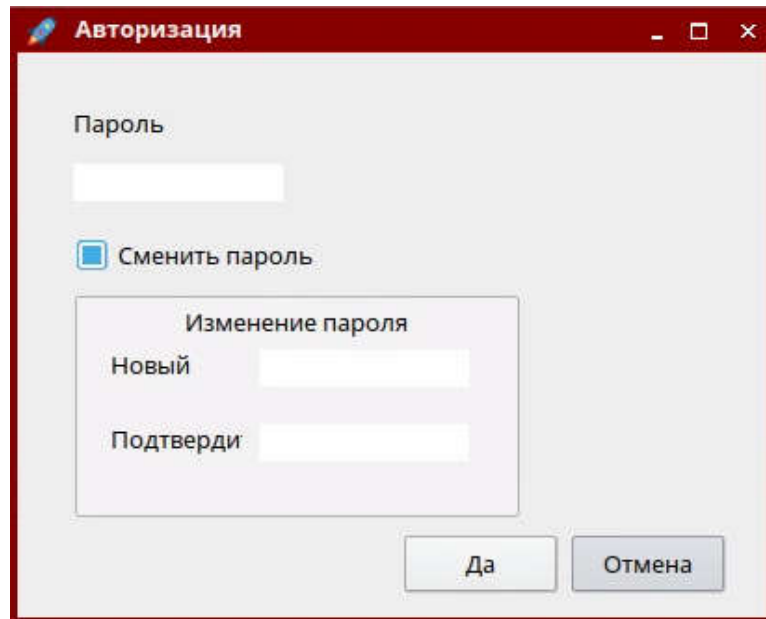 Авторизация
Пароль
Сменить пароль
Изменение пароля
Новый
Подтверди
Да
Отмена